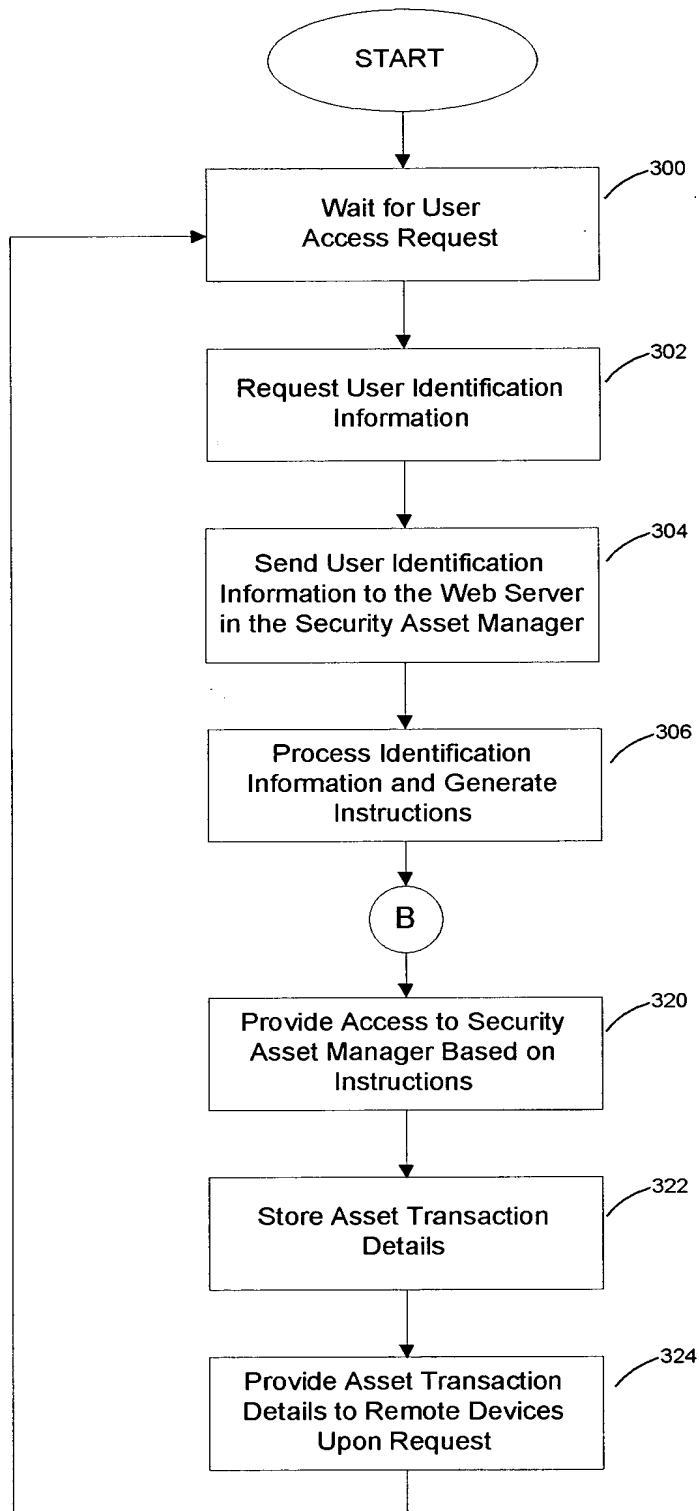 START
300
Wait for User
Access Request
302
Request User Identification
Information
304
Send User Identification
Information to the Web Server
in the Security Asset Manager
306
Process Identification
Information and Generate
Instructions
B
320
Provide Access to Security
Asset Manager Based on
Instructions
322
Store Asset Transaction
Details
324
Provide Asset Transaction
Details to Remote Devices
Upon Request